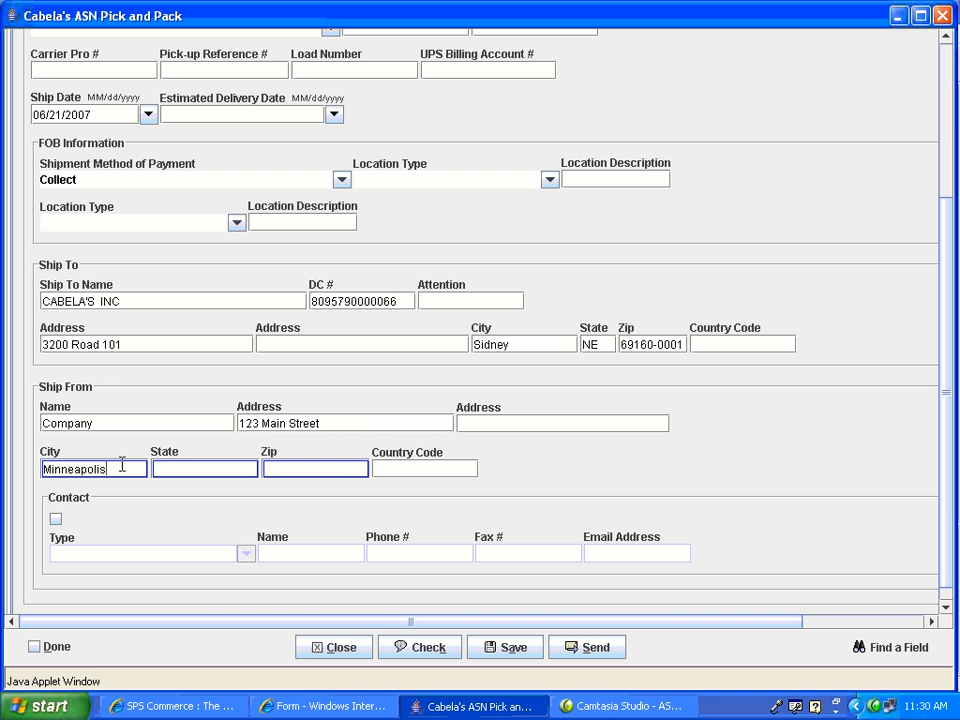 Cabela's ASN Pick and Pack
Carrier Pro # Pick-up Reference # Load Number UPS Billing Account #
Ship Date MM/dd/yyyy Estimated Delivery Date MM/dd/yyyy
06/21/2007
FOB Information
Shipment Method of Payment Location Type Location Description
Collect
Location Type Location Description
Ship To
Ship To Name DC # Attention
CABELA'S INC 8095790000066
Address Address City State Zip Country Code
3200 Road 101 Sidney NE 69160-0001
Ship From
Name Address Address
Company 123 Main Street
City State Zip Country Code
Minneapolis
Contact
Type Name Phone # Fax # Email Address
Done Close Check Save Send Find a Field
Java Applet Window
start SPS Commerce : The ... Form - Windows Inter... Cabela's ASN Pick an... Camtasia Studio - AS... 11:30 AM